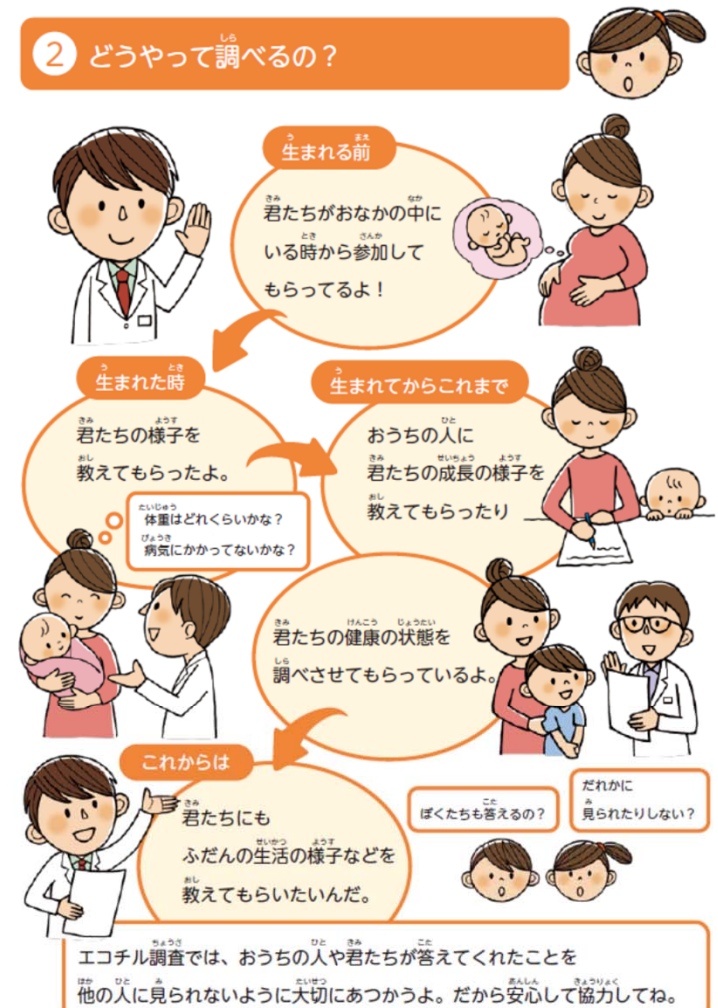 2 どうやって調べるの？
生まれる前
君たちがおなかの中に
いる時から参加して
もらってるよ！
生まれた時
君たちの様子を
教えてもらったよ。
体重はどれくらいかな？
病気にかかってないかな？
生まれてからこれまで
おうちの人に
君たちの成長の様子を
教えてもらったり
君たちの健康の状態を
調べさせてもらっているよ。
これからは
君たちにも
ふだんの生活の様子などを
教えてもらいたいんだ。
ぼくたちも答えるの？
だれかに
見られたりしない？
エコチル調査では、おうちの人や君たちが答えてくれたことを
他の人に見られないように大切にあつかうよ。だから安心して協力してね。